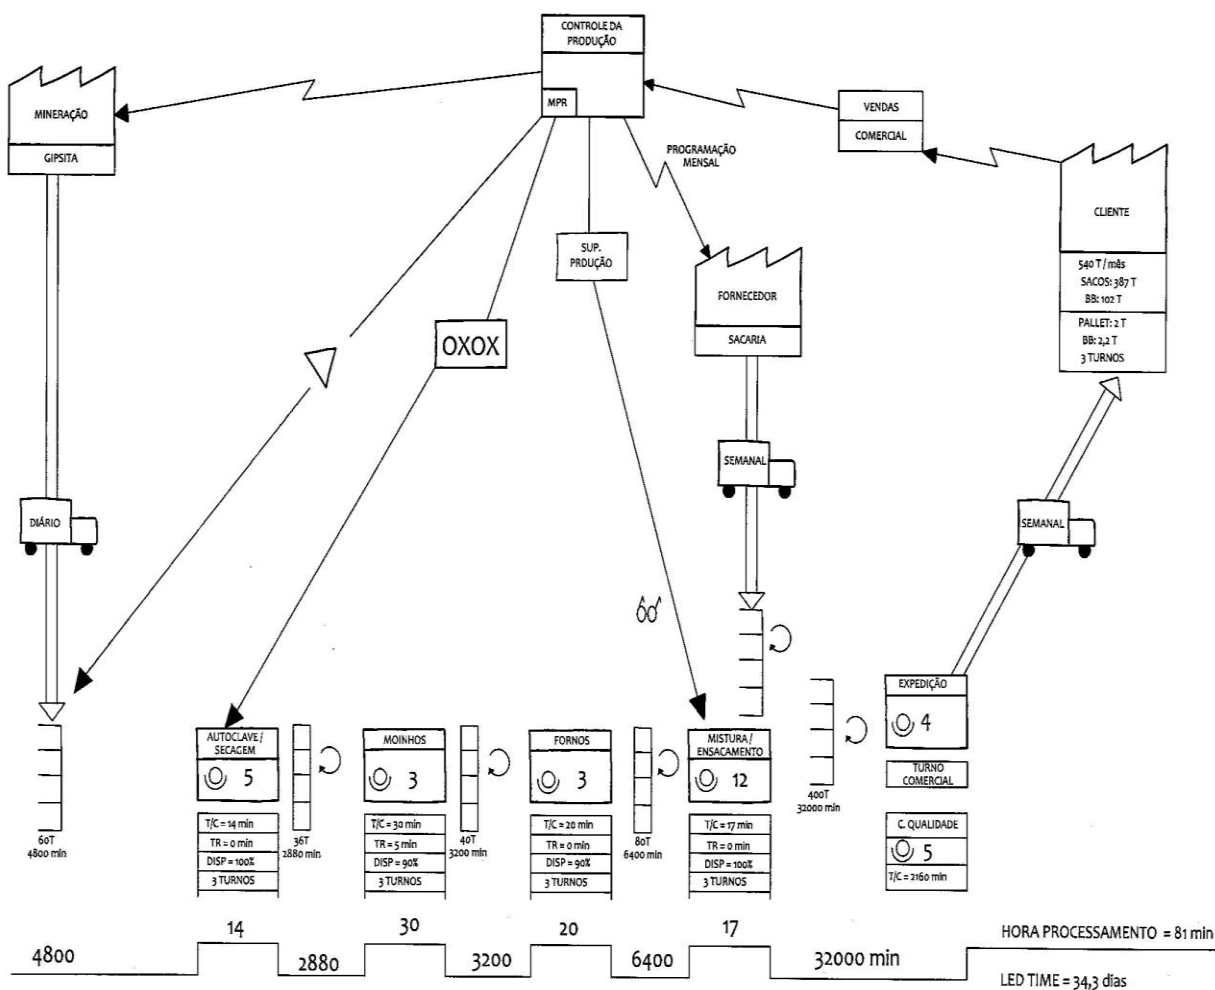 CONTROLE DA
PRODUÇÃO
MPR
MINERAÇÃO
GIPSITA
VENDAS
COMERCIAL
PROGRAMAÇÃO
MENSAL
CLIENTE
540 T / mês
SACOS: 387 T
BB: 102 T
PALLET: 2 T
BB: 2,2 T
3 TURNOS
SUP.
PRDUÇÃO
FORNECEDOR
SACARIA
OXOX
SEMANAL
DIÁRIO
SEMANAL
60T
4800 min
AUTOCLAVE /
SECAGEM
5
T/C = 14 min
TR = 0 min
DISP = 100%
3 TURNOS
36T
2880 min
MOINHOS
3
T/C = 30 min
TR = 5 min
DISP = 90%
3 TURNOS
40T
3200 min
FORNOS
3
T/C = 20 min
TR = 0 min
DISP = 90%
3 TURNOS
80T
6400 min
MISTURA /
ENSACAMENTO
12
T/C = 17 min
TR = 0 min
DISP = 100%
3 TURNOS
400T
32000 min
EXPEDIÇÃO
4
TURNO
COMERCIAL
C. QUALIDADE
5
T/C = 2160 min
4800
14
2880
30
3200
20
6400
17
32000 min
HORA PROCESSAMENTO = 81 min
LED TIME = 34,3 dias